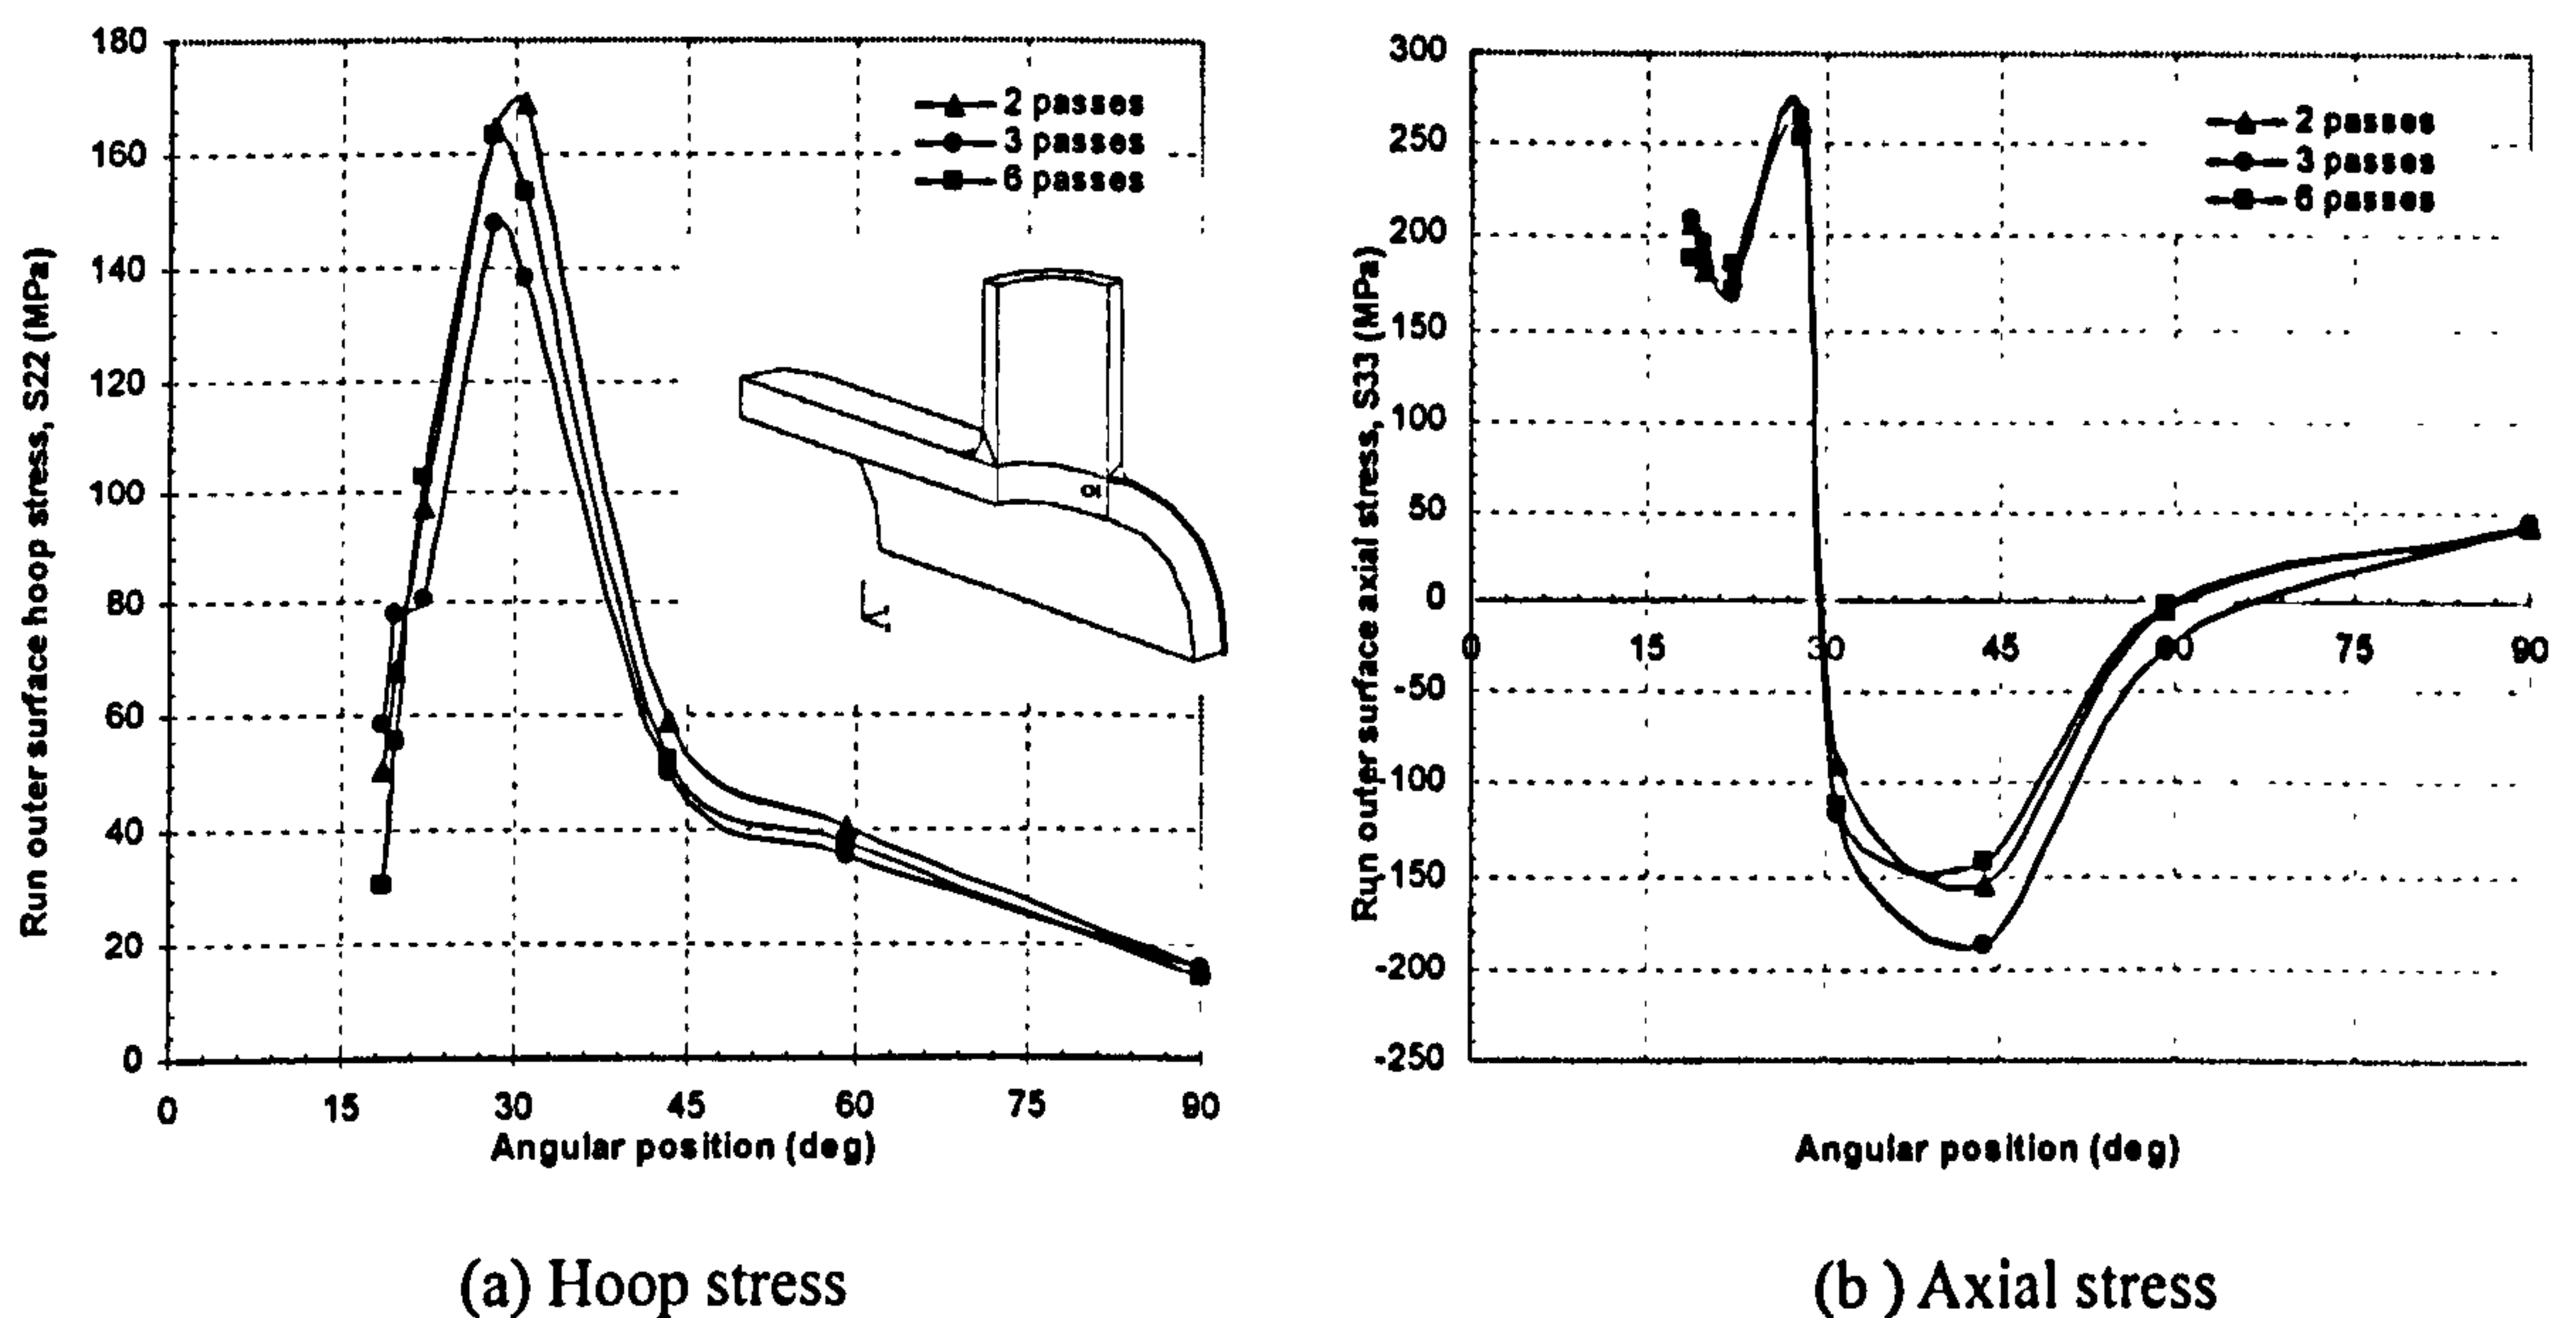 180
160
140
120
100
80
60
40
20
0
0 15 30 45 60 75 90
Run outer surface hoop stress, S22 (MPa)
Angular position (deg)
2 passes
3 passes
6 passes
(a) Hoop stress
300
250
200
150
100
50
0
-50
-100
-150
-200
-250
0 15 30 45 60 75 90
Run outer surface axial stress, S33 (MPa)
Angular position (deg)
2 passes
3 passes
6 passes
(b ) Axial stress